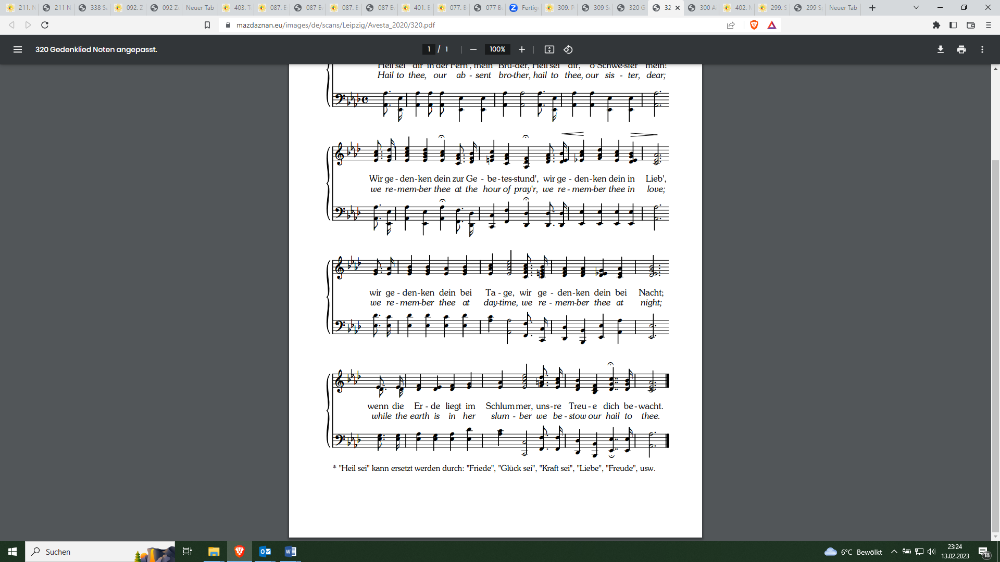 211. N
211 N
338 Sa
092. Z
092 Zu
Neuer Tab
403. T
087. E
087 Ev
087. E
087 Ev
401. E
077. B
077 Be
Fertig
309. P
309 Se
320 G
32
300 A
402. M
299. S
299 Sp
Neuer Tab
mazdaznan.eu/images/de/scans/Leipzig/Avesta_2020/320.pdf
320 Gedenklied Noten angepasst.
1 / 1
100%
Heil sei dir in der Fern', mein Bru-der, Heil sei dir, o Schwe-ster mein!
Hail to thee, our ab - sent bro-ther, hail to thee, our sis - ter, dear;
Wir ge - den-ken dein zur Ge - be-tes-stund', wir ge - den-ken dein in Lieb',
we re-mem-ber thee at the hour of pray'r, we re - mem-ber thee in love;
wir ge - den-ken dein bei Ta - ge, wir ge - den-ken dein bei Nacht;
we re - mem-ber thee at day-time, we re - mem-ber thee at night;
wenn die Er - de liegt im Schlummer, uns-re Treu - e dich be-wacht.
while the earth is in her slum - ber we be - stow our hail to thee.
* "Heil sei" kann ersetzt werden durch: "Friede", "Glück sei", "Kraft sei", "Liebe", "Freude", usw.
Suchen
6°C Bewölkt
23:24
13.02.2023
18